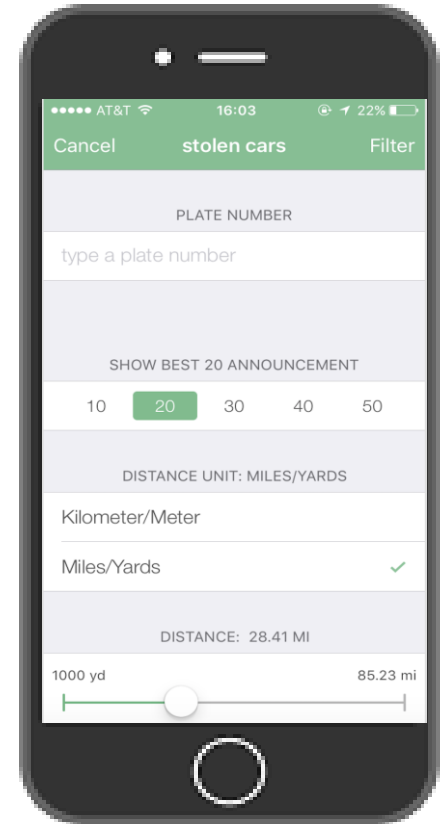 AT&T 16:03 22%
Cancel stolen cars Filter
PLATE NUMBER
type a plate number
SHOW BEST 20 ANNOUNCEMENT
10 20 30 40 50
DISTANCE UNIT: MILES/YARDS
Kilometer/Meter
Miles/Yards
DISTANCE: 28.41 MI
1000 yd 85.23 mi